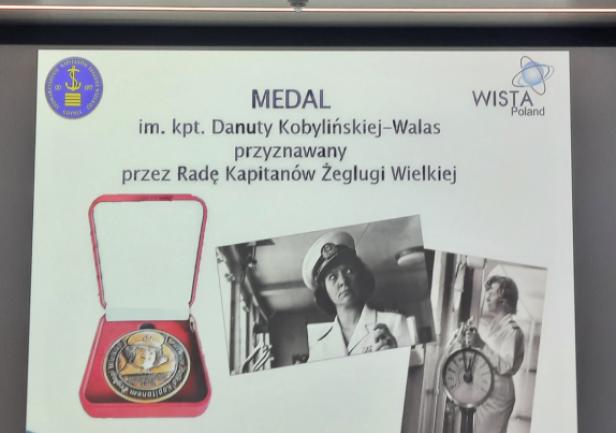 MEDAL
im. kpt. Danuty Kobylińskiej-Walas
przyznawany
przez Radę Kapitanów Żeglugi Wielkiej
WISTA
Poland